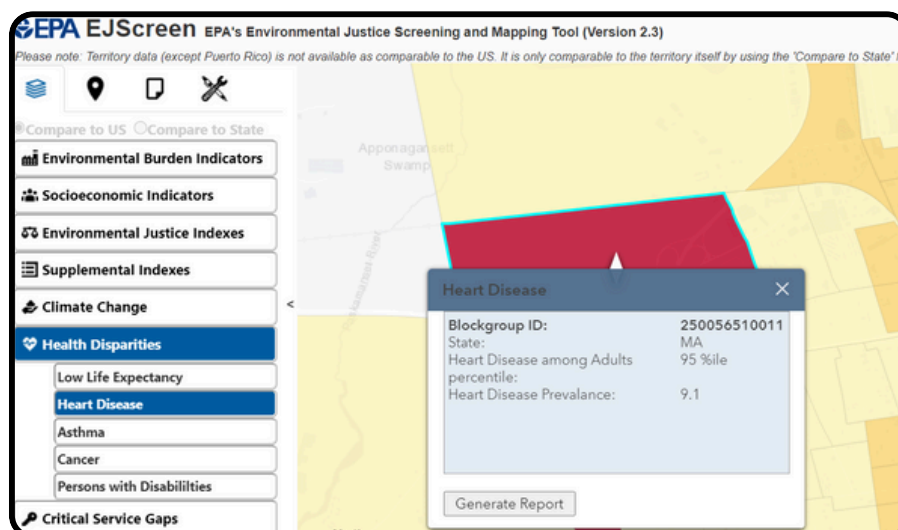 EPA EJScreen EPA's Environmental Justice Screening and Mapping Tool (Version 2.3)
Please note: Territory data (except Puerto Rico) is not available as comparable to the US. It is only comparable to the territory itself by using the 'Compare to State'
Compare to US Compare to State
Environmental Burden Indicators
Socioeconomic Indicators
Environmental Justice Indexes
Supplemental Indexes
Climate Change
Health Disparities
Low Life Expectancy
Heart Disease
Asthma
Cancer
Persons with Disabililties
Critical Service Gaps
<
Apponagansett
Swamp
Heart Disease
Blockgroup ID: 250056510011
State: MA
Heart Disease among Adults 95 %ile
percentile:
Heart Disease Prevalance: 9.1
Generate Report